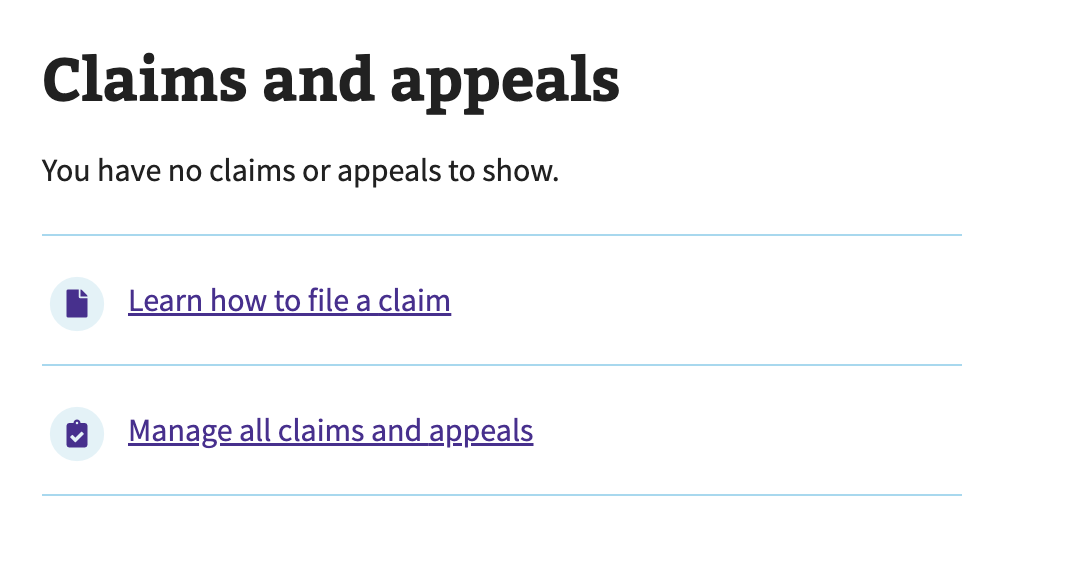 Claims and appeals
You have no claims or appeals to show.
Learn how to file a claim
Manage all claims and appeals